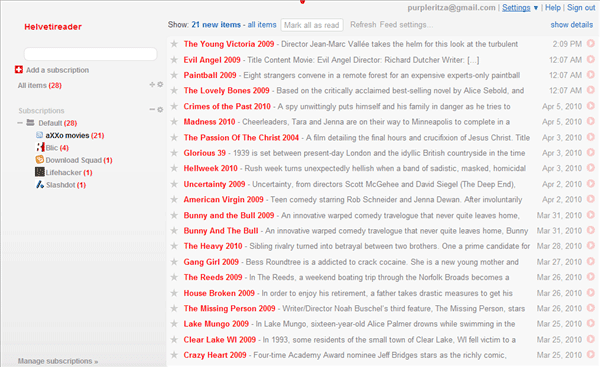 purpleritza@gmail.com | Settings ▼ | Help | Sign out
Helvetireader
Show: 21 new items - all items Mark all as read Refresh Feed settings... show details
Add a subscription
All items (28)
Subscriptions
Default (28)
aXXo movies (21)
Blic (4)
Download Squad (1)
Lifehacker (1)
Slashdot (1)
Manage subscriptions »
The Young Victoria 2009 - Director Jean-Marc Vallée takes the helm for this look at the turbulent 2:09 PM
Evil Angel 2009 - Title Content Movie: Evil Angel Director: Richard Dutcher Writer: [...] 12:07 AM
Paintball 2009 - Eight strangers convene in a remote forest for an expensive experts-only paintball 12:07 AM
The Lovely Bones 2009 - Based on the critically acclaimed best-selling novel by Alice Sebold, and 12:07 AM
Crimes of the Past 2010 - A spy unwittingly puts himself and his family in danger as he tries to Apr 5, 2010
Madness 2010 - Cheerleaders, Tara and Jenna are on their way to Minneapolis to complete in a Apr 5, 2010
The Passion Of The Christ 2004 - A film detailing the final hours and crucifixion of Jesus Christ. Title Apr 3, 2010
Glorious 39 - 1939 is set between present-day London and the idyllic British countryside in the time Apr 3, 2010
Hellweek 2010 - Rush week turns unexpectedly hellish when a band of sadistic, masked, homicidal Apr 3, 2010
Uncertainty 2009 - Uncertainty, from directors Scott McGehee and David Siegel (The Deep End), Apr 2, 2010
American Virgin 2009 - Teen comedy starring Rob Schneider and Jenna Dewan. After involuntarily Apr 2, 2010
Bunny and the Bull 2009 - An innovative warped comedy travelogue that never quite leaves home, Mar 31, 2010
Bunny And The Bull - An innovative warped comedy travelogue that never quite leaves home, Mar 31, 2010
The Heavy 2010 - Sibling rivalry turned into betrayal between two brothers. One a prime candidate for Mar 28, 2010
Gang Girl 2009 - Bess Roundtree is a addicted to crack cocaine. She is a new young mother and Mar 27, 2010
The Reeds 2009 - In The Reeds, a weekend boating trip through the Norfolk Broads becomes a Mar 26, 2010
House Broken 2009 - In order to enjoy his retirement, a father takes drastic measures to get his Mar 26, 2010
The Missing Person 2009 - Writer/Director Noah Buschel's third feature, The Missing Person, stars Mar 26, 2010
Lake Mungo 2009 - In Lake Mungo, sixteen-year-old Alice Palmer drowns while swimming in the Mar 25, 2010
Clear Lake WI 2009 - In 1993, some residents of the small town of Clear Lake, WI fell victim to a Mar 25, 2010
Crazy Heart 2009 - Four-time Academy Award nominee Jeff Bridges stars as the richly comic, Mar 25, 2010